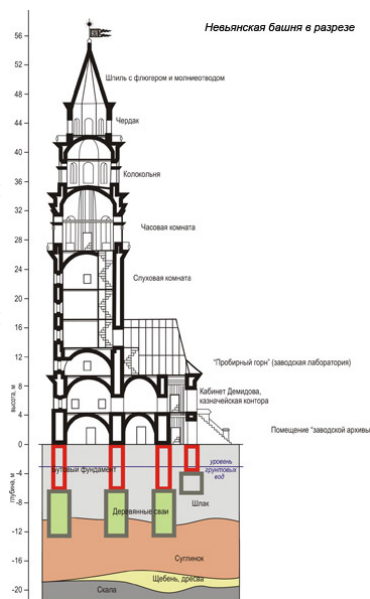 Невьянская башня в разрезе
56
Шпиль с флюгером и молниеотводом
52
48
44
Чердак
40
Колокольня
36
32
Часовая комната
28
24
Слуховая комната
20
16
12
"Пробирный горн" (заводская лаборатория)
8
Кабинет Демидова,
казначейская контора
4
высота, м
Помещение "заводской архивы
0
Бутовый фундамент
уровень
грунтовых
вод
глубина, м
-4
-8
Шлак
Деревянные сваи
-12
Суглинок
-16
Щебень, дресва
-20
Скала